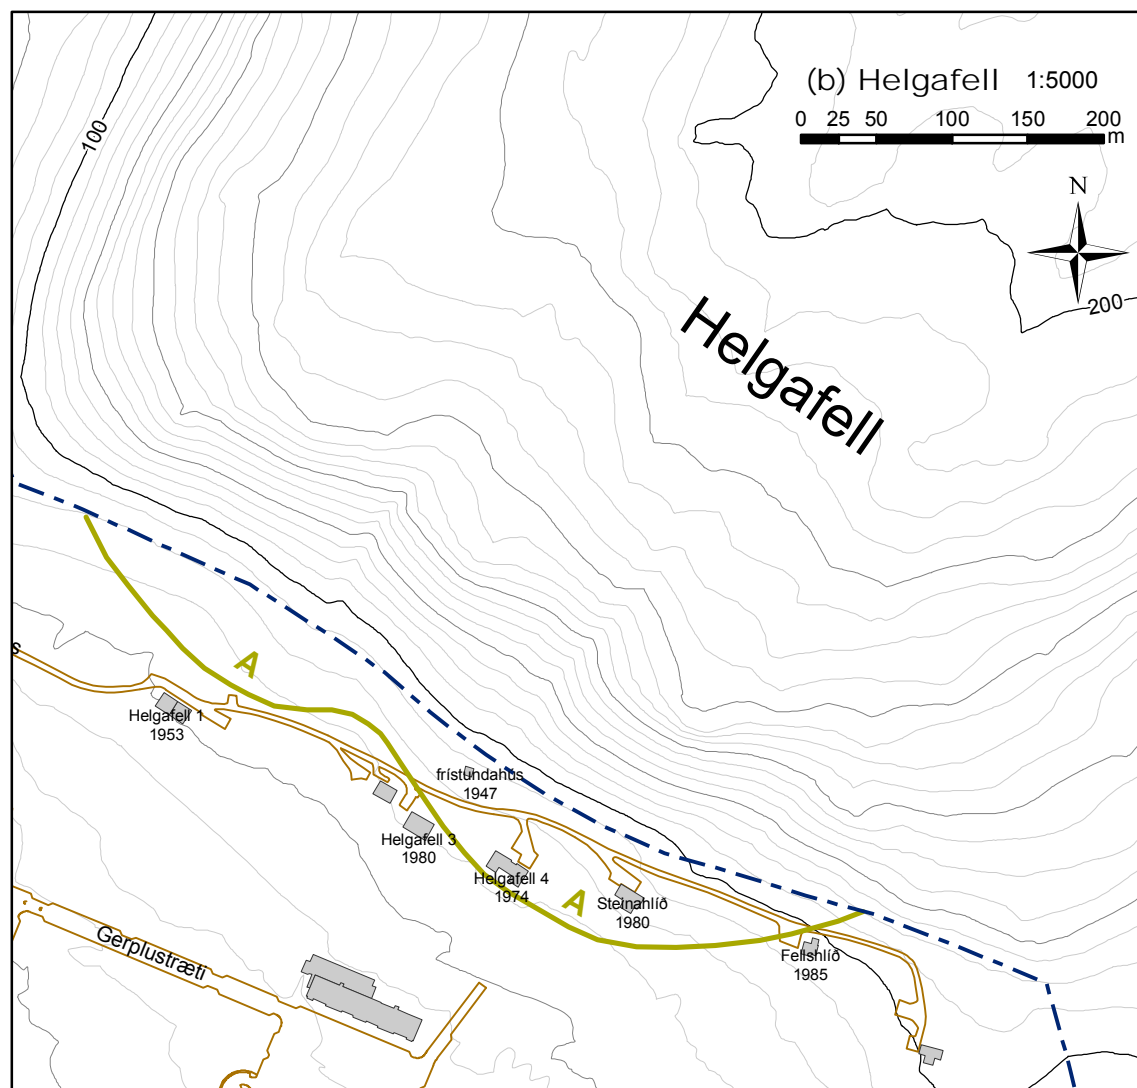 (b) Helgafell 1:5000
0 25 50 100 150 200
m
N
100
200
Helgafell
A
s
Helgafell 1
1953
frístundahús
1947
Helgafell 3
1980
Helgafell 4
1974
A
Steinahlíð
1980
Fellshlíð
1985
Gerplustræti